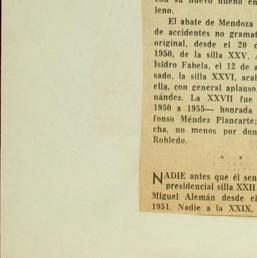 con su nuevo dueño en
leno.
El abate de Mendoza
de accidentes no gramat
original, desde el 20 d
1950, de la silla XXV. A
Isidro Fabela, el 12 de a
sado, la silla XXVI, acab
ella, con general aplauso,
nández. La XXVII fue
1950 a 1955— honrada
fonso Méndez Plancarte;
cha, no menos por don
Robledo.
* *
NADIE antes que él sen
presidencial silla XXII
Miguel Alemán desde el
1951. Nadie a la XXIX,